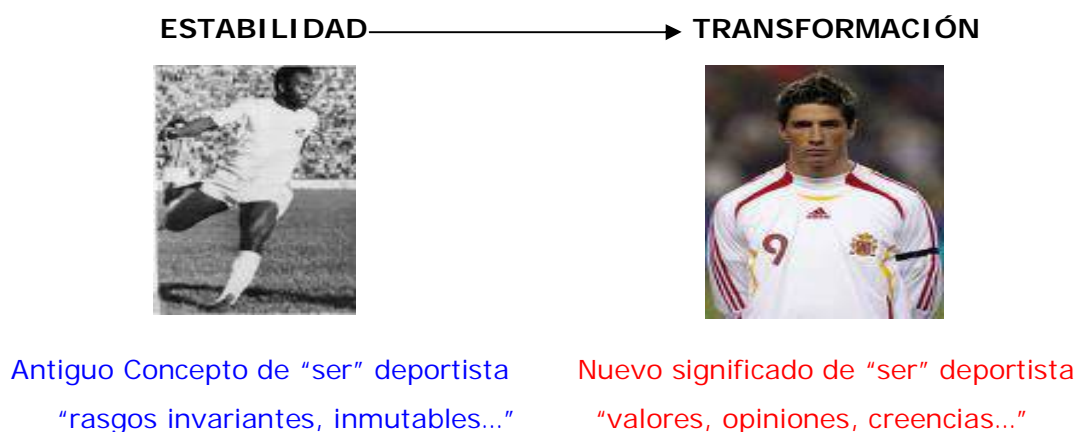 ESTABILIDAD TRANSFORMACIÓN
9
Antiguo Concepto de “ser” deportista
“rasgos invariantes, inmutables...”
Nuevo significado de “ser” deportista
“valores, opiniones, creencias...”